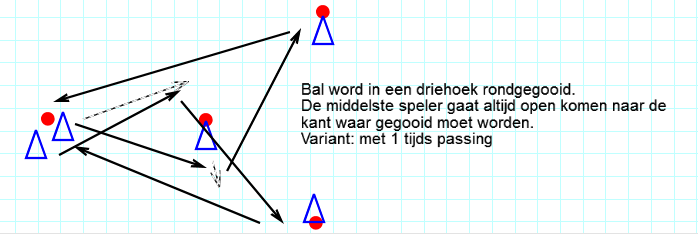 Bal word in een driehoek rondgegooid.
De middelste speler gaat altijd open komen naar de
kant waar gegooid moet worden.
Variant: met 1 tijds passing